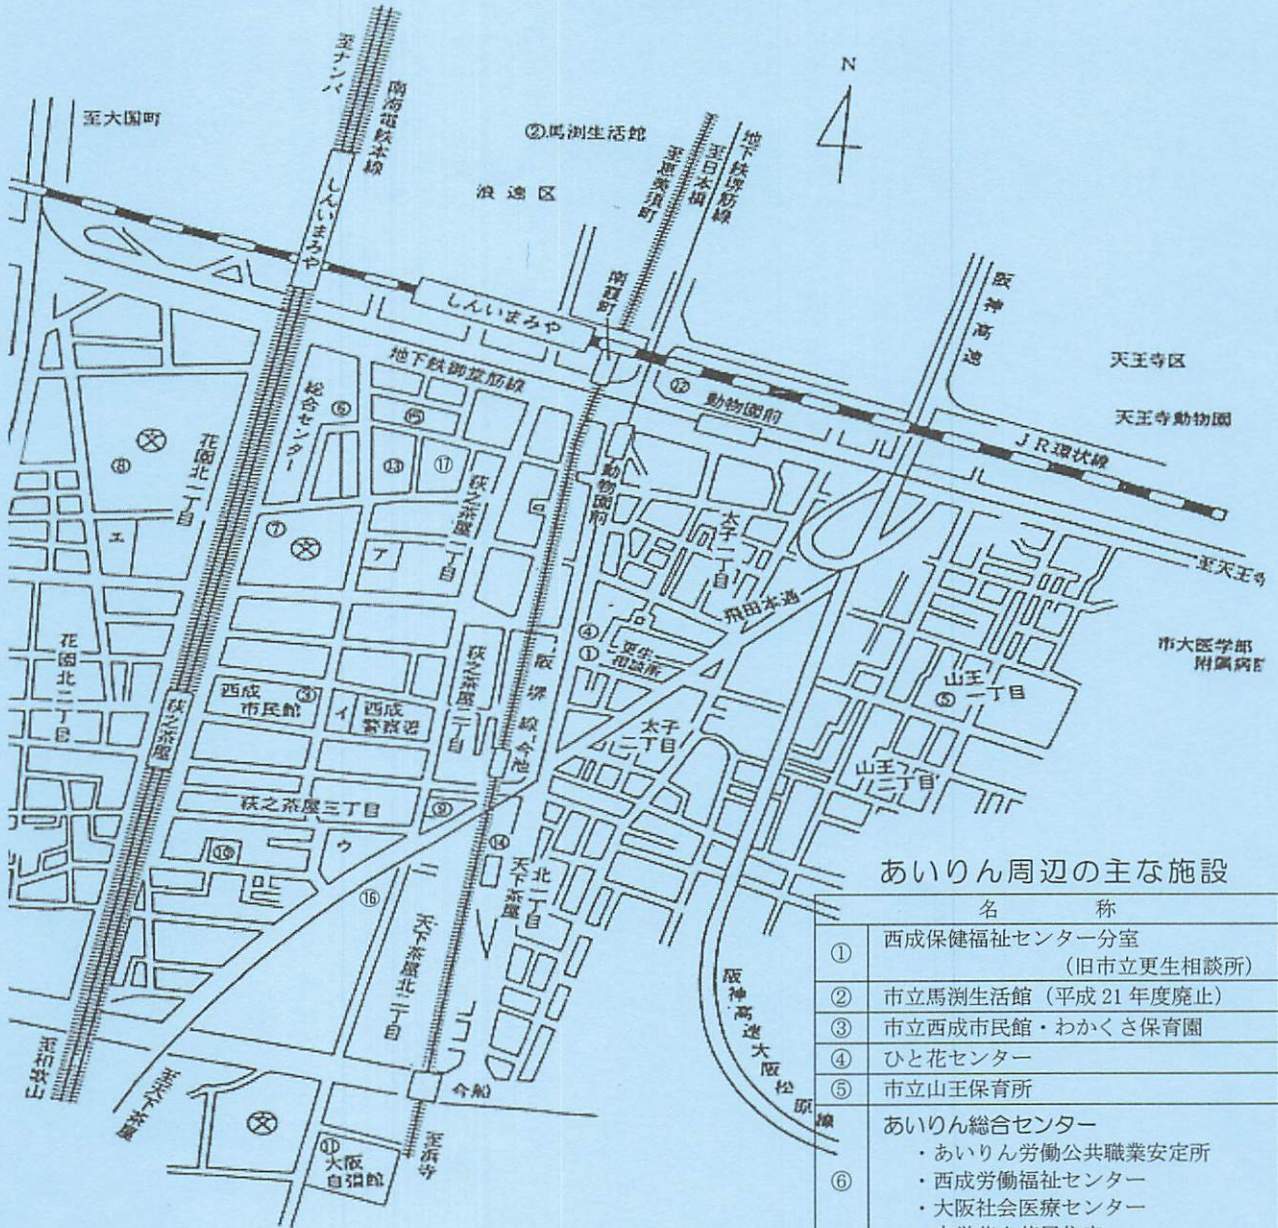 至ナンバ
南海電鉄本線
至大国町
②馬渕生活館
浪速区
至恵美須町
至日本橋
地下鉄堺筋線
N
しんいまみや
南霞町
しんいまみや
阪神高速
天王寺区
天王寺動物園
地下鉄御堂筋線
⑫
動物園前
JR環状線
総合センター
⑥
⑮
⑬
⑰
⑧
文
花園北一丁目
萩之茶屋一丁目
ロ
動物園前
太子一丁目
至天王寺
エ
⑦
文
ア
飛田本通
市大医学部
附属病院
花園北二丁目
④
①
更生
相談所
山王
一丁目
⑤
西成
市民館
③
イ
西成
警察署
萩之茶屋二丁目
阪堺線
今池
太子
二丁目
萩之茶屋
山王
二丁目
萩之茶屋三丁目
⑨
⑩
ウ
⑭
天下茶屋
北一丁目
⑯
天下茶屋北二丁目
阪神高速大阪松原線
至和歌山
至天下茶屋
今船
文
至浜寺
⑪
大阪
自彊館
あいりん周辺の主な施設
名 称
① 西成保健福祉センター分室
(旧市立更生相談所)
② 市立馬渕生活館(平成21年度廃止)
③ 市立西成市民館・わかくさ保育園
④ ひと花センター
⑤ 市立山王保育所
あいりん総合センター
・あいりん労働公共職業安定所
⑥ ・西成労働福祉センター
・大阪社会医療センター